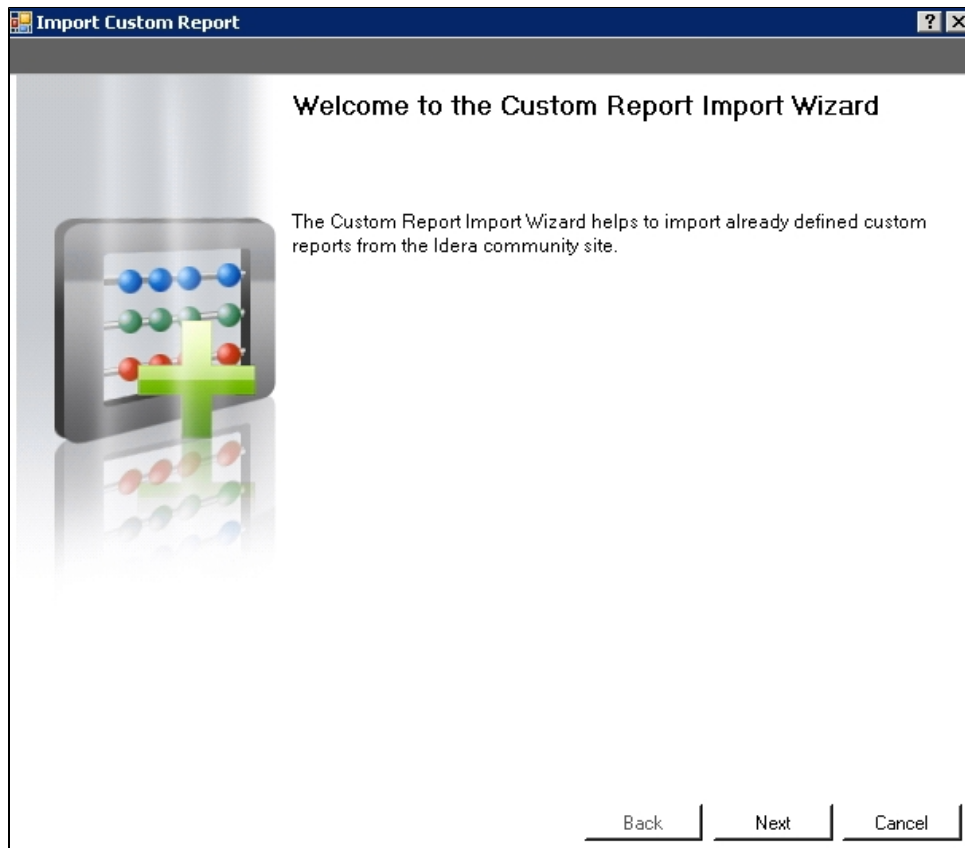 Import Custom Report
Welcome to the Custom Report Import Wizard
The Custom Report Import Wizard helps to import already defined custom
reports from the Idera community site.
Back
Next
Cancel